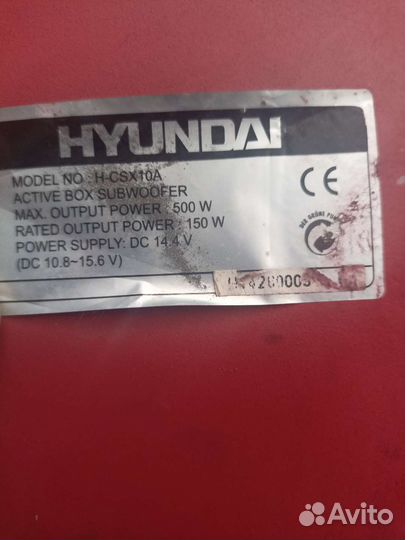 HYUNDAI
MODEL NO : H-CSX10A
ACTIVE BOX SUBWOOFER
MAX. OUTPUT POWER : 500 W
RATED OUTPUT POWER : 150 W
POWER SUPPLY: DC 14.4 V
(DC 10.8~15.6 V)
CE
DER GRÜNE PUNKT
Avito